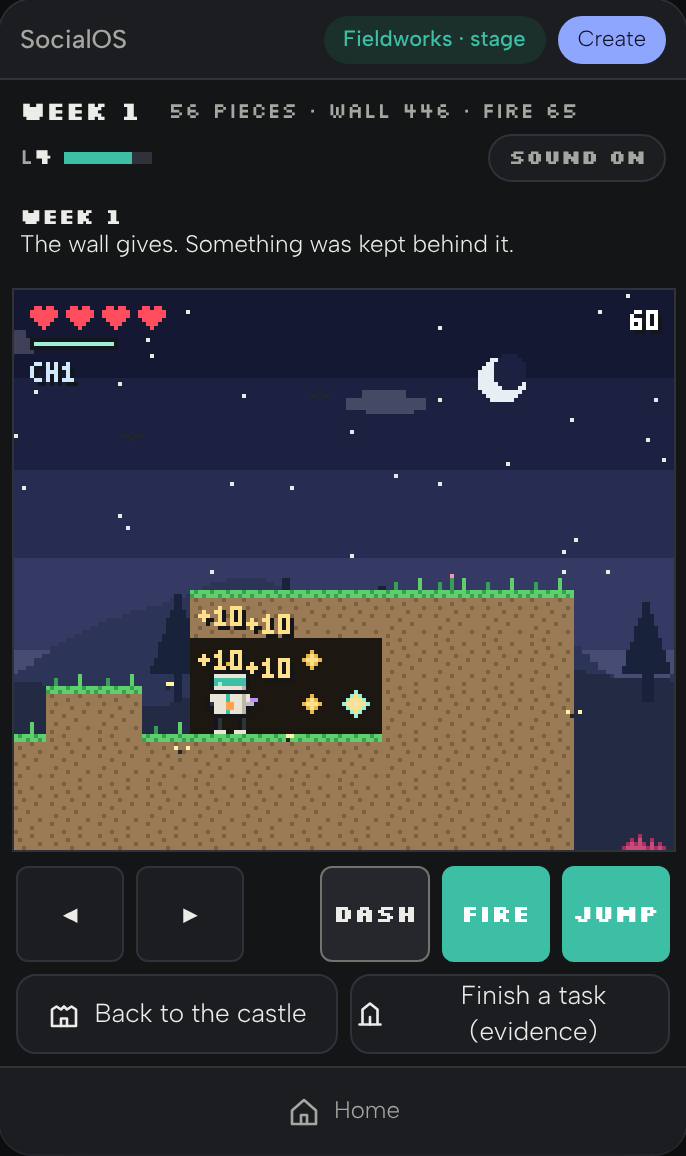 SocialOS
Fieldworks · stage
Create
WEEK 1
56 PIECES · WALL 446 · FIRE 65
L4
SOUND ON
WEEK 1
The wall gives. Something was kept behind it.
60
CH1
+10
+10
+10
+10
◄
►
DASH
FIRE
JUMP
Back to the castle
Finish a task
(evidence)
Home